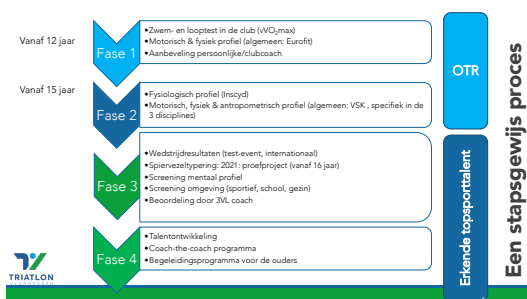 Vanaf 12 jaar
Fase 1
•Zwem- en looptest in de club (vVO₂max)
•Motorisch & fysiek profiel (algemeen: Eurofit)
•Aanbeveling persoonlijke/clubcoach
Vanaf 15 jaar
Fase 2
•Fysiologisch profiel (Inscyd)
•Motorisch, fysiek & antropometrisch profiel (algemeen: VSK , specifiek in de
3 disciplines)
Fase 3
•Wedstrijdresultaten (test-event, internationaal)
•Spiervezeltypering: 2021: proefproject (vanaf 16 jaar)
•Screening mentaal profiel
•Screening omgeving (sportief, school, gezin)
•Beoordeling door 3VL coach
Fase 4
•Talentontwikkeling
•Coach-the-coach programma
•Begeleidingsprogramma voor de ouders
OTR
Erkende topsporttalent
Een stapsgewijs proces
TRIATLON
VLAANDEREN